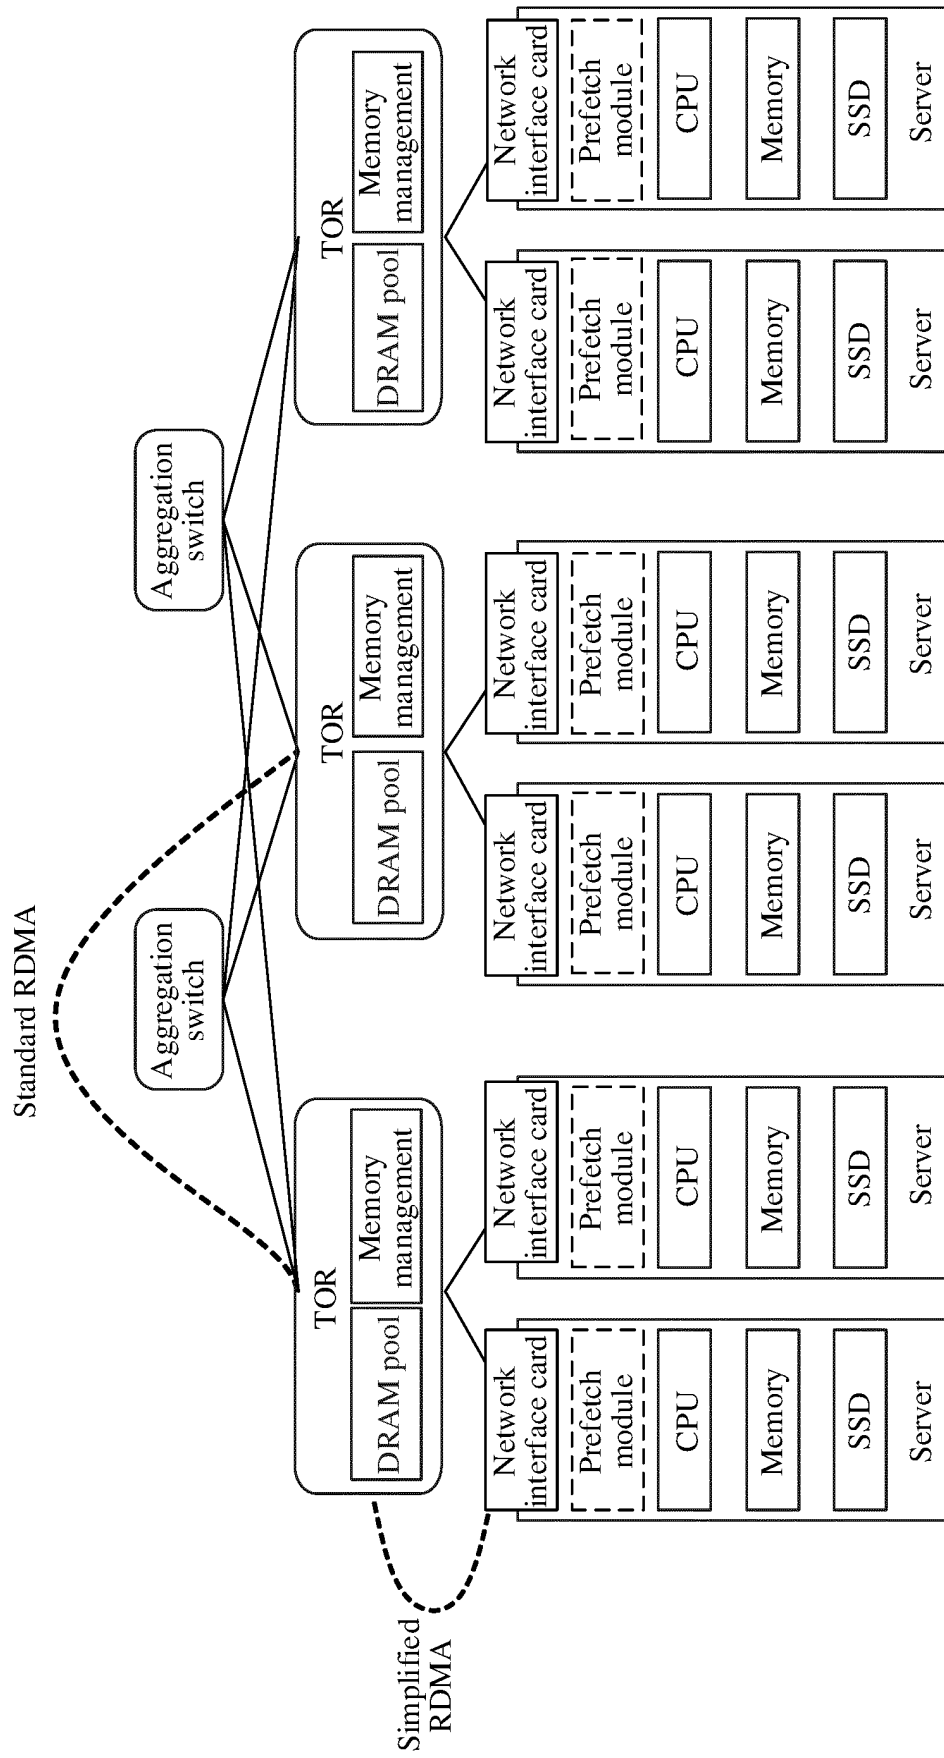 Standard RDMA
Aggregation
switch
Aggregation
switch
TOR
DRAM pool
Memory
management
TOR
DRAM pool
Memory
management
TOR
DRAM pool
Memory
management
Simplified
RDMA
Network
interface card
Prefetch
module
CPU
Memory
SSD
Server
Network
interface card
Prefetch
module
CPU
Memory
SSD
Server
Network
interface card
Prefetch
module
CPU
Memory
SSD
Server
Network
interface card
Prefetch
module
CPU
Memory
SSD
Server
Network
interface card
Prefetch
module
CPU
Memory
SSD
Server
Network
interface card
Prefetch
module
CPU
Memory
SSD
Server